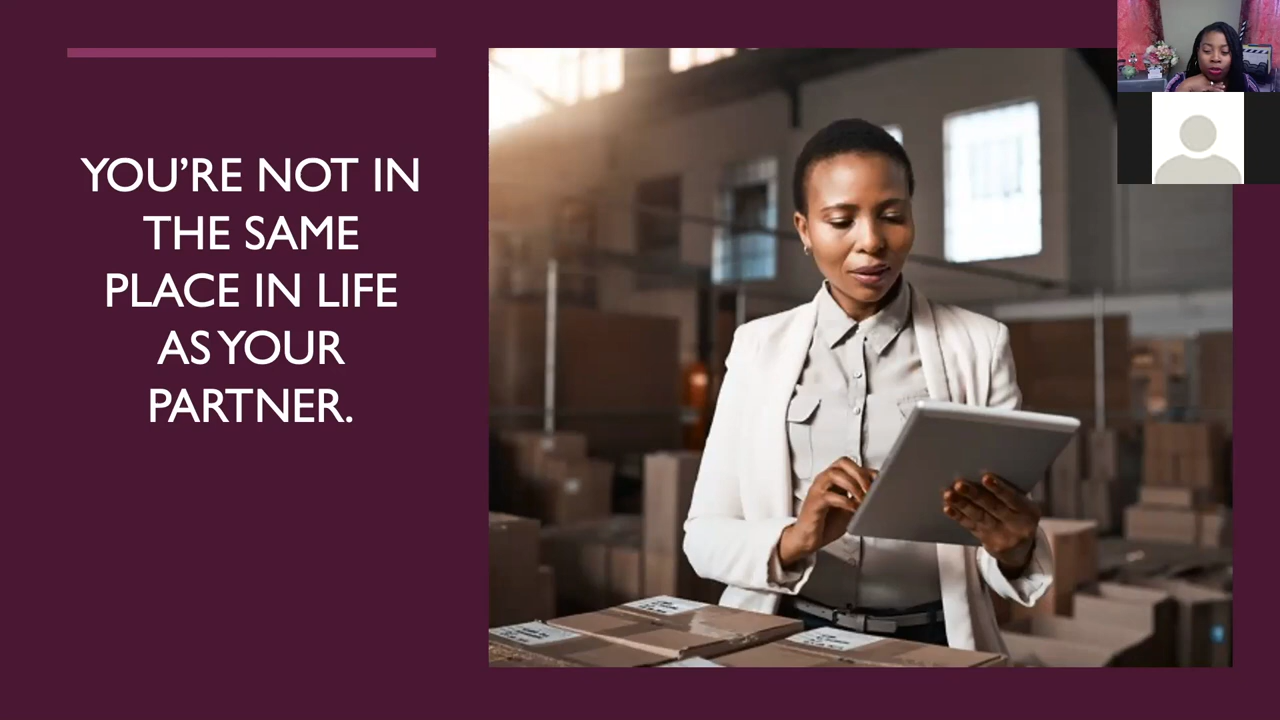 YOU’RE NOT IN
THE SAME
PLACE IN LIFE
AS YOUR
PARTNER.